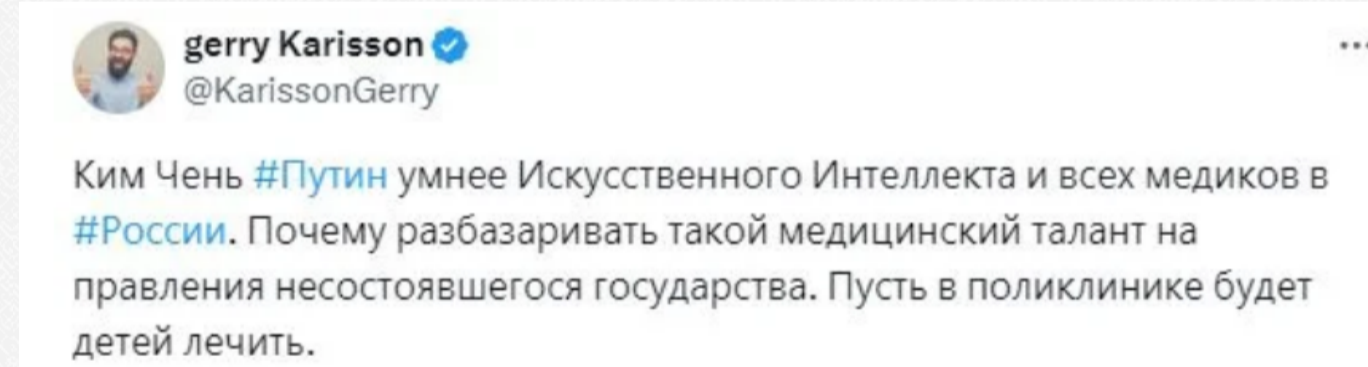 gerry Karisson
@KarissonGerry
Ким Чень #Путин умнее Искусственного Интеллекта и всех медиков в
#России. Почему разбазаривать такой медицинский талант на
правления несостоявшегося государства. Пусть в поликлинике будет
детей лечить.